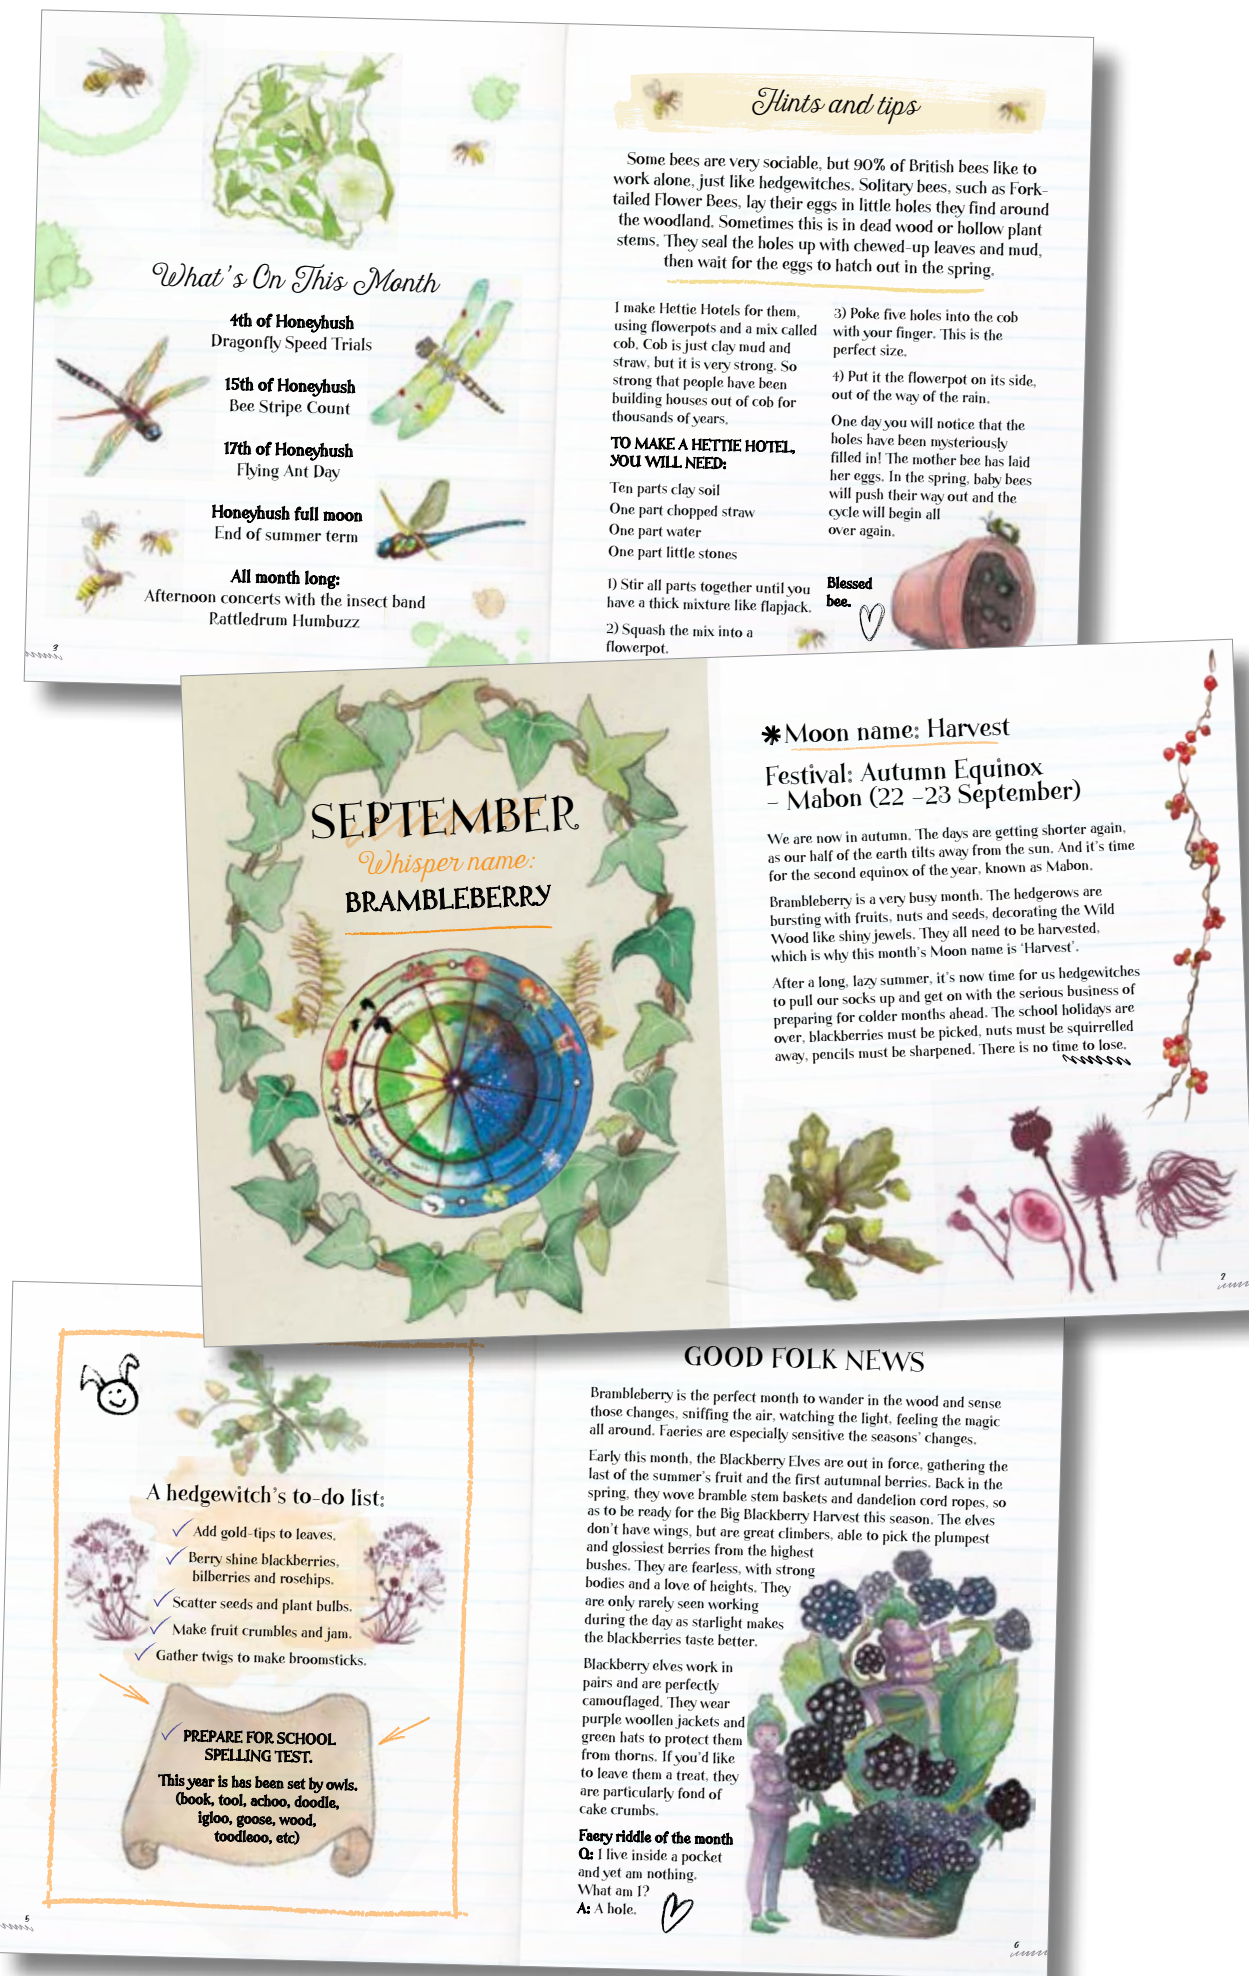 What's On This Month
4th of Honeyhush
Dragonfly Speed Trials
15th of Honeyhush
Bee Stripe Count
17th of Honeyhush
Flying Ant Day
Honeyhush full moon
End of summer term
All month long:
Afternoon concerts with the insect band
Rattledrum Humbuzz
3
Hints and tips
Some bees are very sociable, but 90% of British bees like to
work alone, just like hedgewitches. Solitary bees, such as Fork-
tailed Flower Bees, lay their eggs in little holes they find around
the woodland. Sometimes this is in dead wood or hollow plant
stems. They seal the holes up with chewed-up leaves and mud,
then wait for the eggs to hatch out in the spring.
I make Hettie Hotels for them,
using flowerpots and a mix called
cob. Cob is just clay mud and
straw, but it is very strong. So
strong that people have been
building houses out of cob for
thousands of years.
TO MAKE A HETTIE HOTEL,
YOU WILL NEED:
Ten parts clay soil
One part chopped straw
One part water
One part little stones
1) Stir all parts together until you
have a thick mixture like flapjack.
2) Squash the mix into a
flowerpot.
3) Poke five holes into the cob
with your finger. This is the
perfect size.
4) Put it the flowerpot on its side,
out of the way of the rain.
One day you will notice that the
holes have been mysteriously
filled in! The mother bee has laid
her eggs. In the spring, baby bees
will push their way out and the
cycle will begin all
over again.
Blessed
bee.
SEPTEMBER
Whisper name:
BRAMBLEBERRY
Moon name: Harvest
Festival: Autumn Equinox
– Mabon (22 –23 September)
We are now in autumn. The days are getting shorter again,
as our half of the earth tilts away from the sun. And it's time
for the second equinox of the year, known as Mabon.
Brambleberry is a very busy month. The hedgerows are
bursting with fruits, nuts and seeds, decorating the Wild
Wood like shiny jewels. They all need to be harvested,
which is why this month's Moon name is 'Harvest'.
After a long, lazy summer, it's now time for us hedgewitches
to pull our socks up and get on with the serious business of
preparing for colder months ahead. The school holidays are
over, blackberries must be picked, nuts must be squirrelled
away, pencils must be sharpened. There is no time to lose.
2
A hedgewitch's to-do list:
✓ Add gold-tips to leaves.
✓ Berry shine blackberries,
bilberries and rosehips.
✓ Scatter seeds and plant bulbs.
✓ Make fruit crumbles and jam.
✓ Gather twigs to make broomsticks.
✓ PREPARE FOR SCHOOL
SPELLING TEST.
This year is has been set by owls.
(book, tool, achoo, doodle,
igloo, goose, wood,
toodleoo, etc)
5
GOOD FOLK NEWS
Brambleberry is the perfect month to wander in the wood and sense
those changes, sniffing the air, watching the light, feeling the magic
all around. Faeries are especially sensitive the seasons' changes.
Early this month, the Blackberry Elves are out in force, gathering the
last of the summer's fruit and the first autumnal berries. Back in the
spring, they wove bramble stem baskets and dandelion cord ropes, so
as to be ready for the Big Blackberry Harvest this season. The elves
don't have wings, but are great climbers, able to pick the plumpest
and glossiest berries from the highest
bushes. They are fearless, with strong
bodies and a love of heights. They
are only rarely seen working
during the day as starlight makes
the blackberries taste better.
Blackberry elves work in
pairs and are perfectly
camouflaged. They wear
purple woollen jackets and
green hats to protect them
from thorns. If you'd like
to leave them a treat, they
are particularly fond of
cake crumbs.
Faery riddle of the month
Q: I live inside a pocket
and yet am nothing.
What am I?
A: A hole.
6